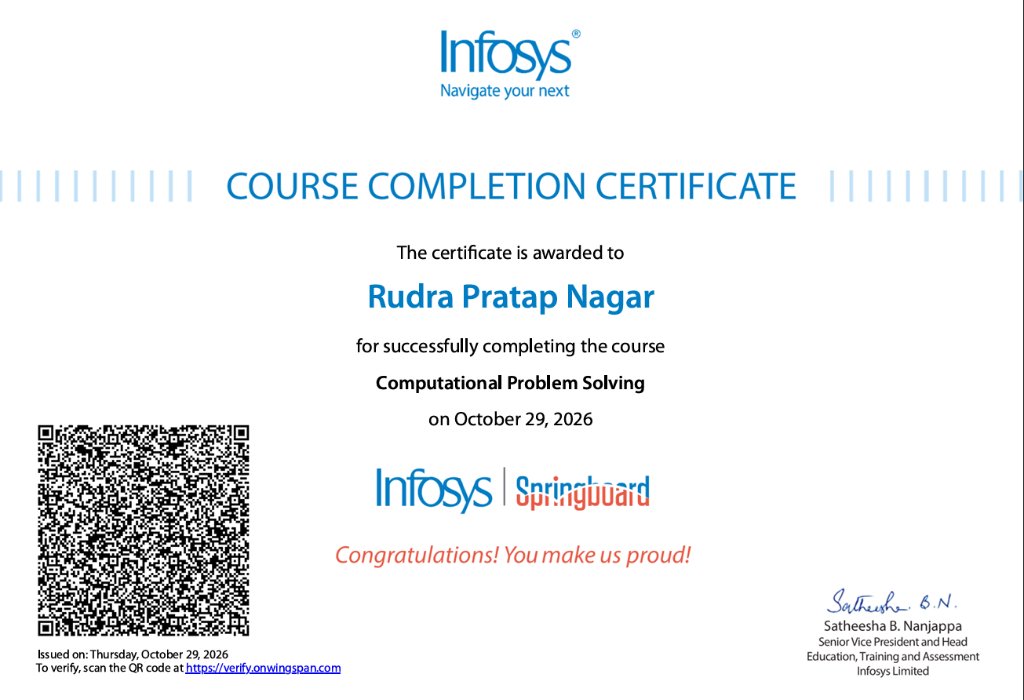 Infosys®
Navigate your next
COURSE COMPLETION CERTIFICATE
The certificate is awarded to
Rudra Pratap Nagar
for successfully completing the course
Computational Problem Solving
on October 29, 2026
Infosys | Springboard
Congratulations! You make us proud!
Satheesha B.N.
Satheesha B. Nanjappa
Senior Vice President and Head
Education, Training and Assessment
Infosys Limited
Issued on: Thursday, October 29, 2026
To verify, scan the QR code at https://verify.onwingspan.com